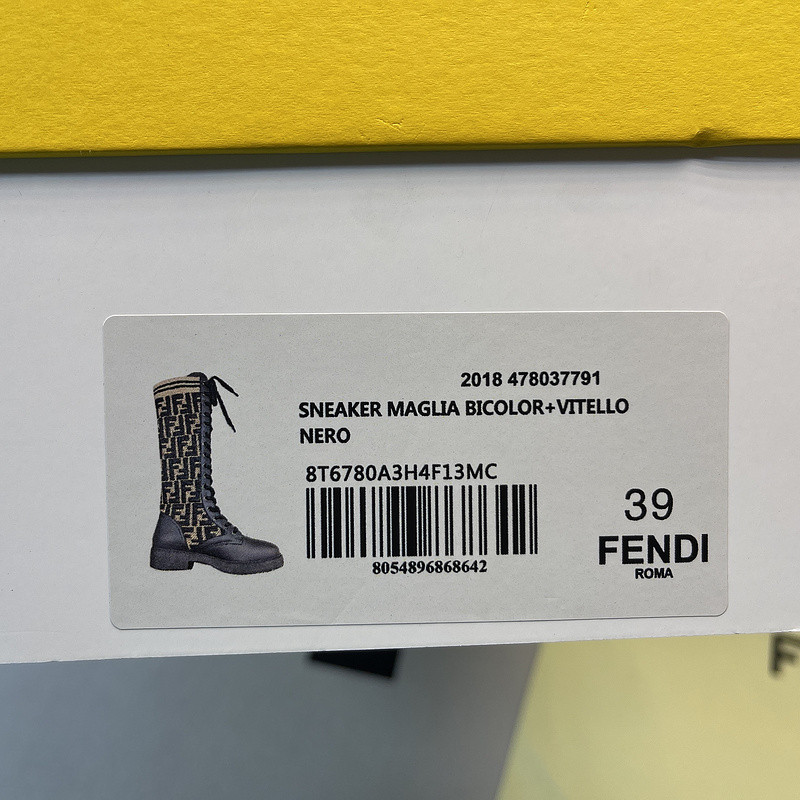 2018 478037791
SNEAKER MAGLIA BICOLOR+VITELLO
NERO
8T6780A3H4F13MC
8054896868642
39
FENDI
ROMA
F